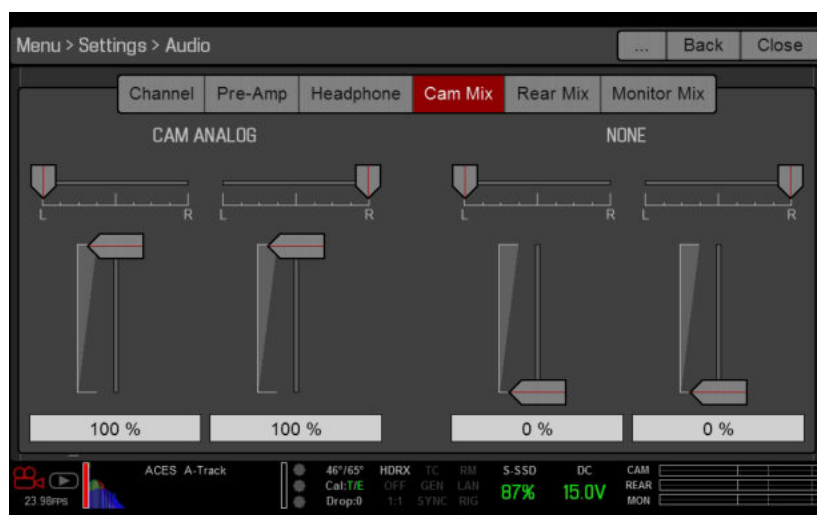 Menu > Settings > Audio ... Back Close
Channel Pre-Amp Headphone Cam Mix Rear Mix Monitor Mix
CAM ANALOG NONE
L R L R L R L R
100 % 100 % 0 % 0 %
ACES A-Track 46°/65° HDRX TC RM S-SSD DC CAM
Cal:T/E OFF GEN LAN 87% 15.0V REAR
23.98FPS Drop:0 1:1 SYNC RIG MON